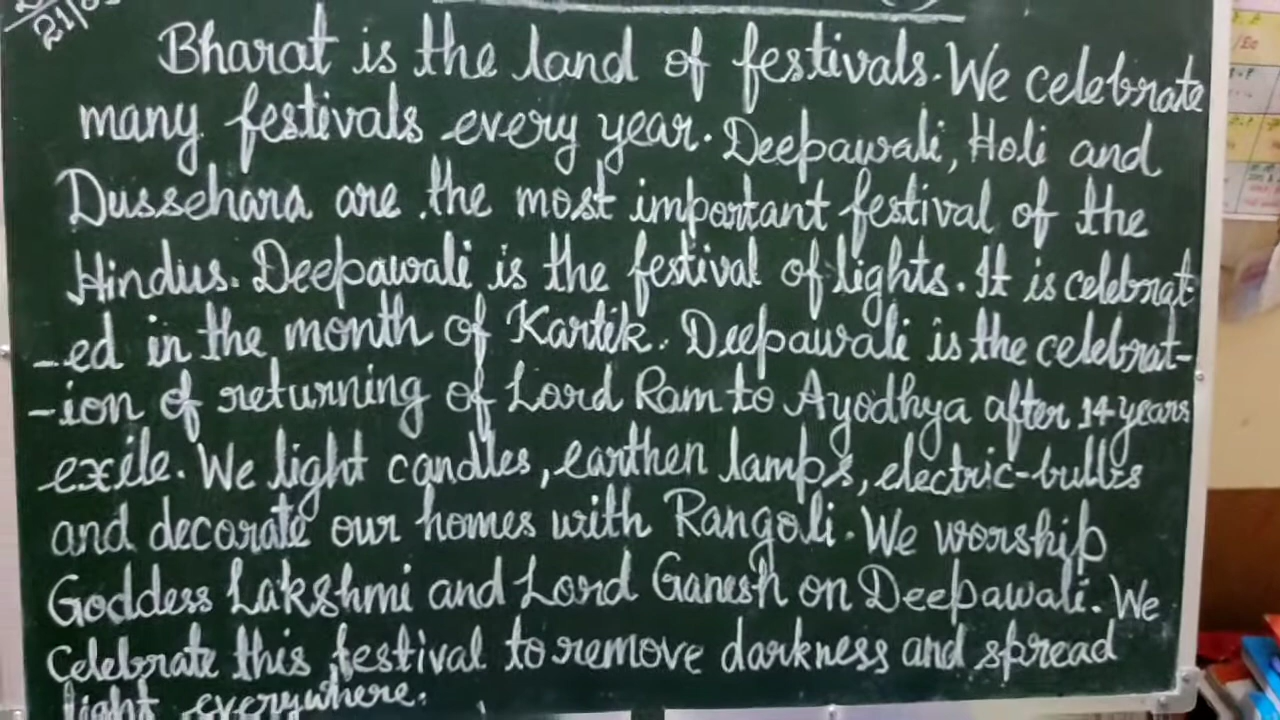 21/
Bharat is the land of festivals. We celebrate
many festivals every year. Deepawali, Holi and
Dussehara are the most important festival of the
Hindus. Deepawali is the festival of lights. It is celebrat
-ed in the month of Kartik. Deepawali is the celebrat-
-ion of returning of Lord Ram to Ayodhya after 14 years
exile. We light candles, earthen lamps, electric-bulbs
and decorate our homes with Rangoli. We worship
Goddess Lakshmi and Lord Ganesh on Deepawali. We
celebrate this festival to remove darkness and spread
light everywhere.